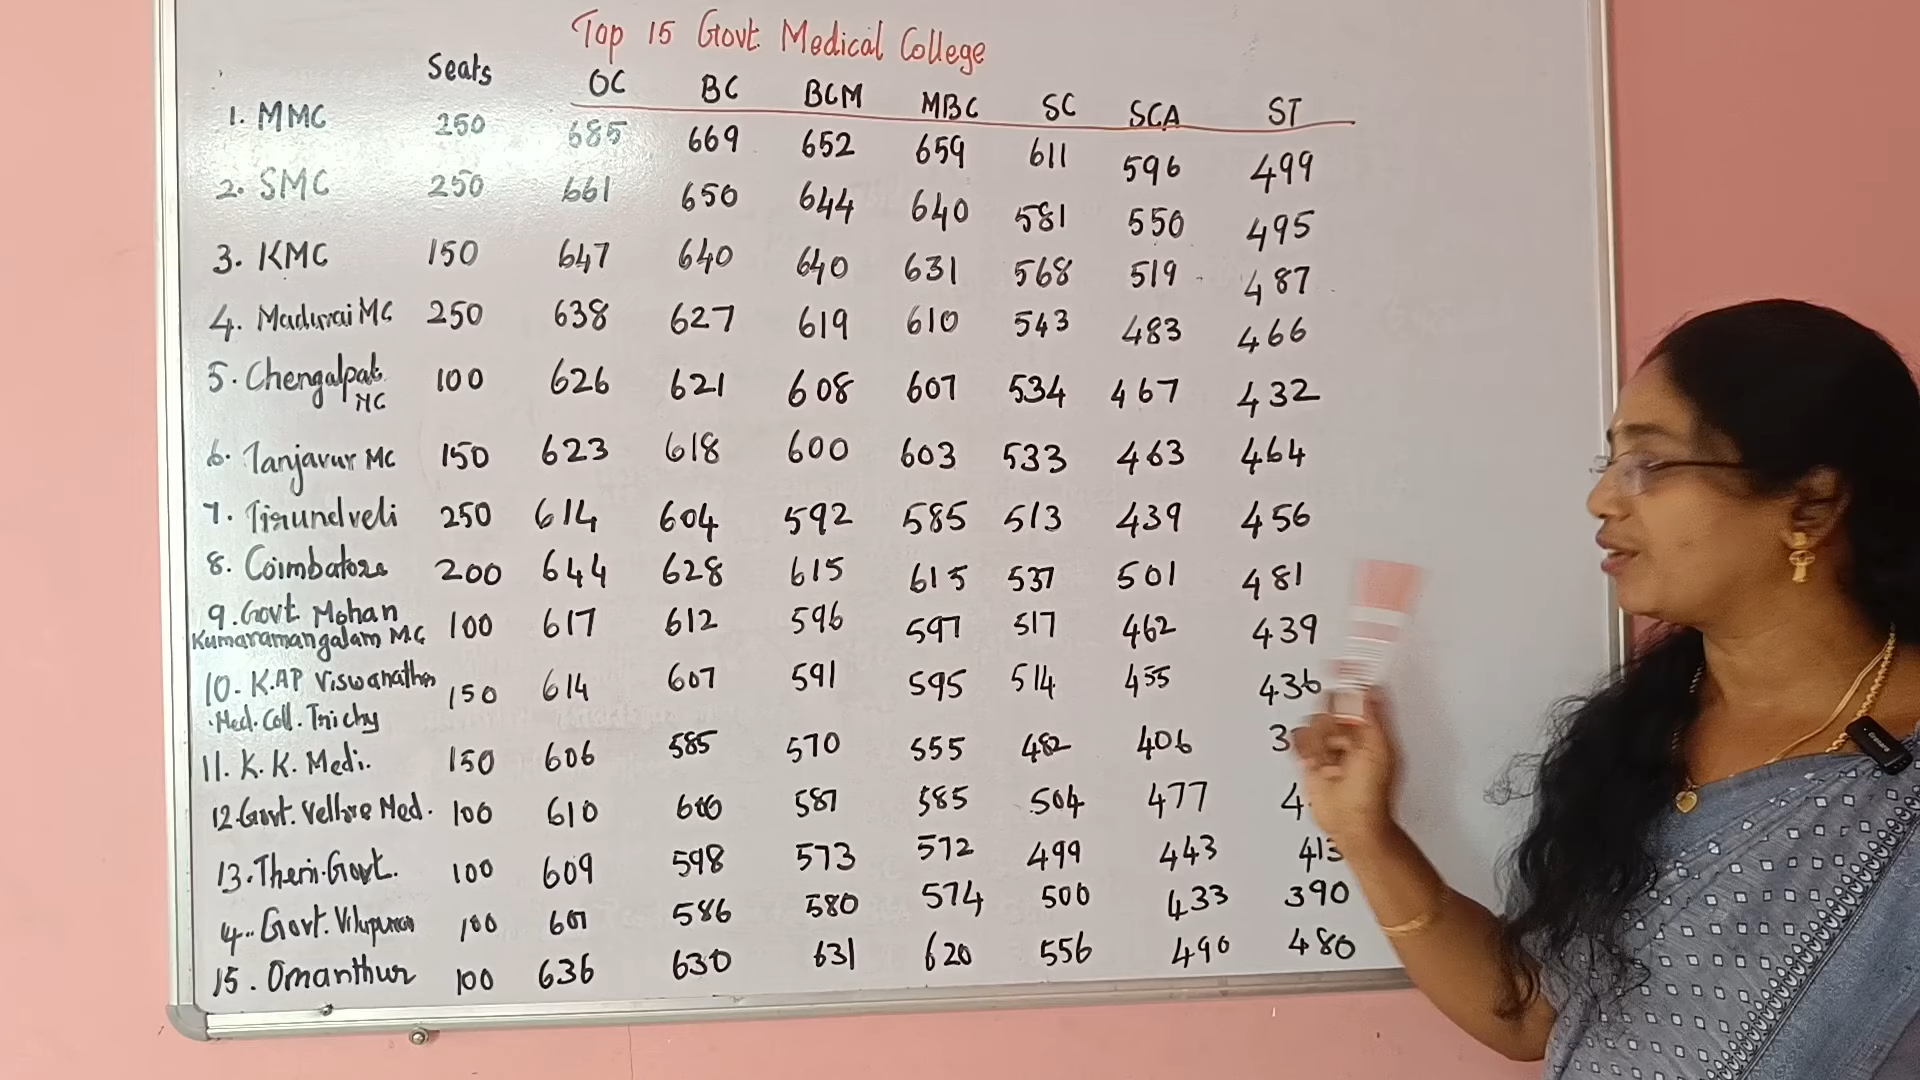 Top 15 Govt. Medical College
Seats OC BC BCM MBC SC SCA ST
1. MMC 250 685 669 652 659 611 596 499
2. SMC 250 661 650 644 640 581 550 495
3. KMC 150 647 640 640 631 568 519 487
4. Madurai MC 250 638 627 619 610 543 483 466
5. Chengalpat MC 100 626 621 608 607 534 467 432
6. Tanjavur MC 150 623 618 600 603 533 463 464
7. Tirundveli 250 614 604 592 585 513 439 456
8. Coimbatore 200 644 628 615 615 537 501 481
9. Govt Mohan
Kumaramangalam MC 100 617 612 596 597 517 462 439
10. K.AP Viswanathan 150 614 607 591 595 514 455 436
Med. Coll. Trichy
11. K. K. Medi. 150 606 585 570 555 482 406
12. Govt. Vellore Med. 100 610 600 587 585 504 477
13. Theni. Govt. 100 609 598 573 572 499 443 413
4.. Govt. 100 607 586 580 574 500 433 390
15. Omanthur 100 636 630 631 620 556 490 480